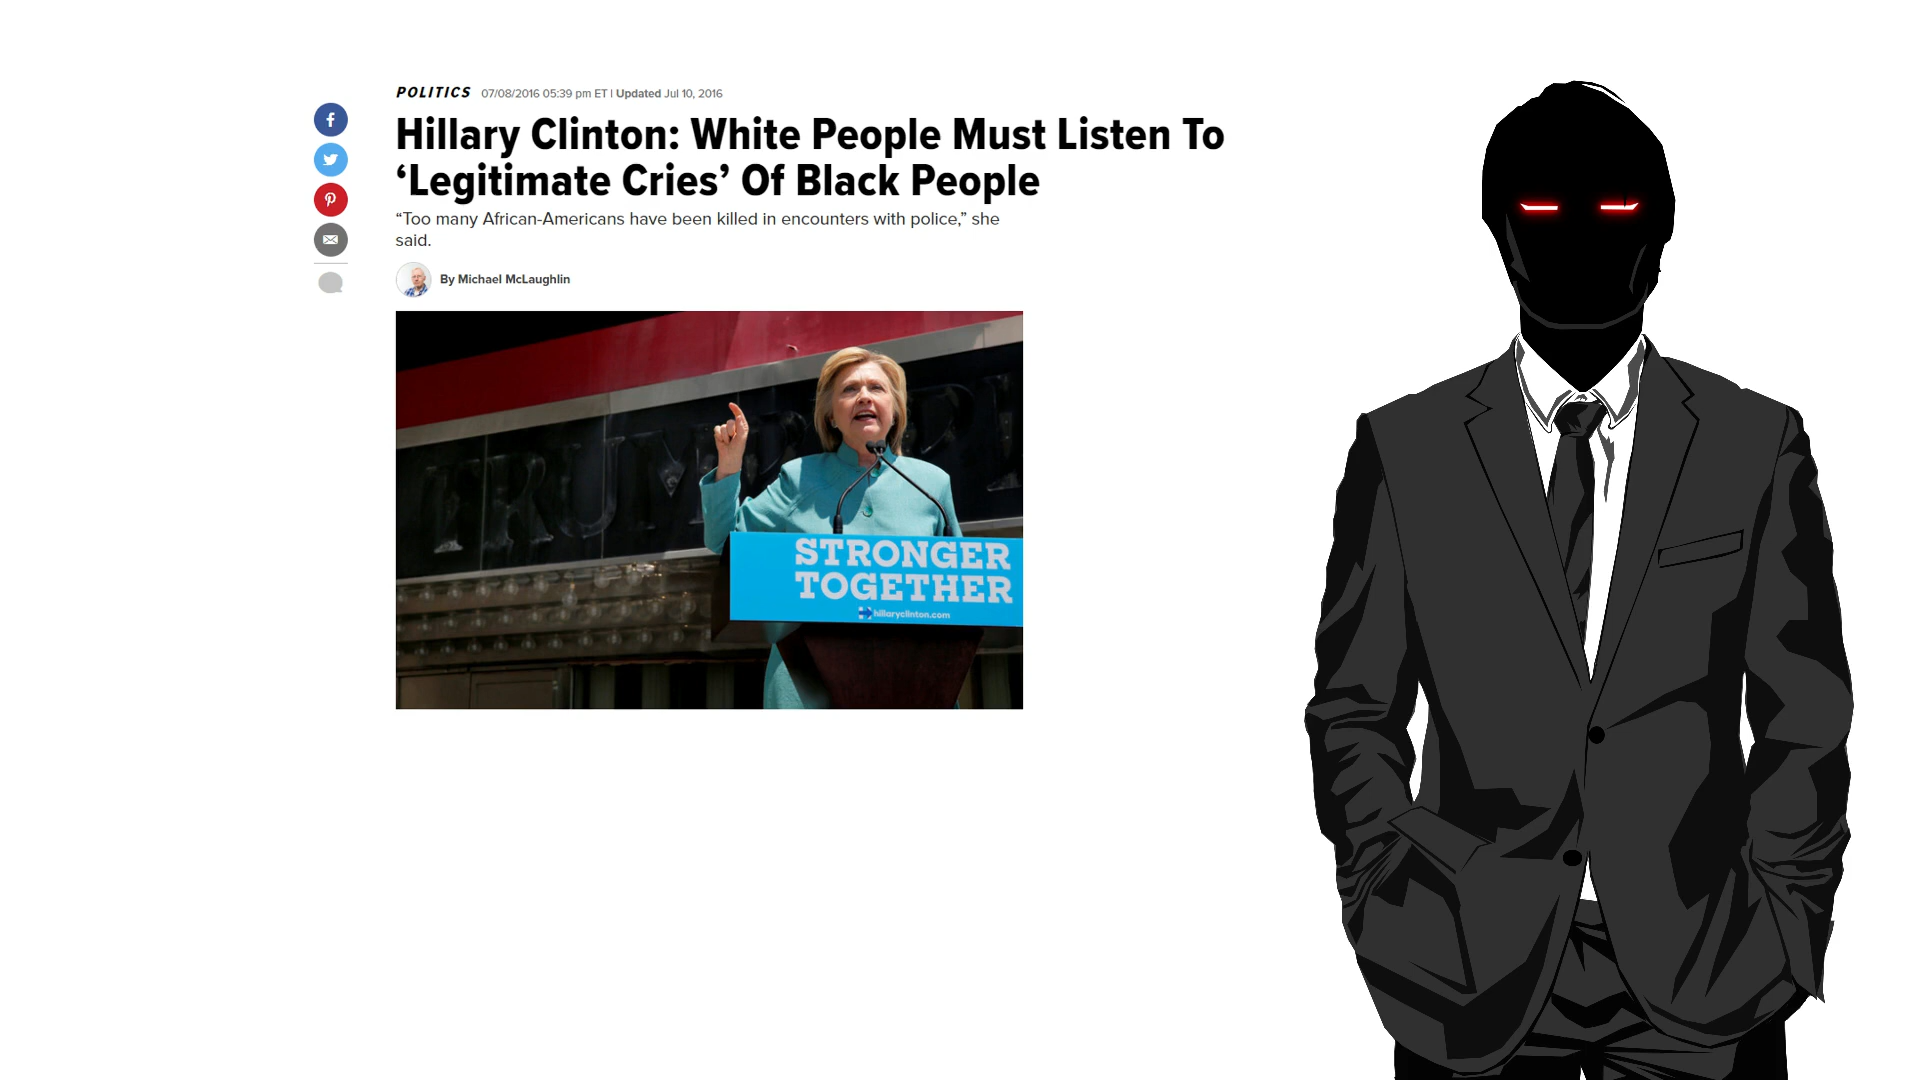 POLITICS 07/08/2016 05:39 pm ET | Updated Jul 10, 2016
Hillary Clinton: White People Must Listen To
‘Legitimate Cries’ Of Black People
“Too many African-Americans have been killed in encounters with police,” she
said.
By Michael McLaughlin
TRUMP
STRONGER
TOGETHER
hillaryclinton.com